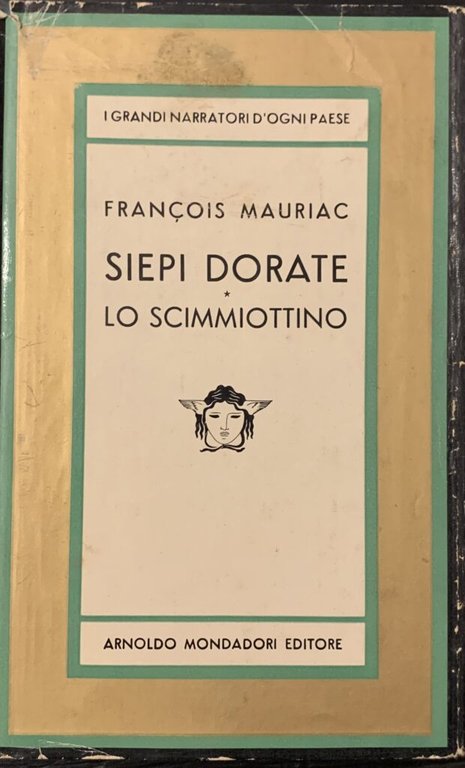 I GRANDI NARRATORI D'OGNI PAESE
FRANÇOIS MAURIAC
SIEPI DORATE
*
LO SCIMMIOTTINO
ARNOLDO MONDADORI EDITORE